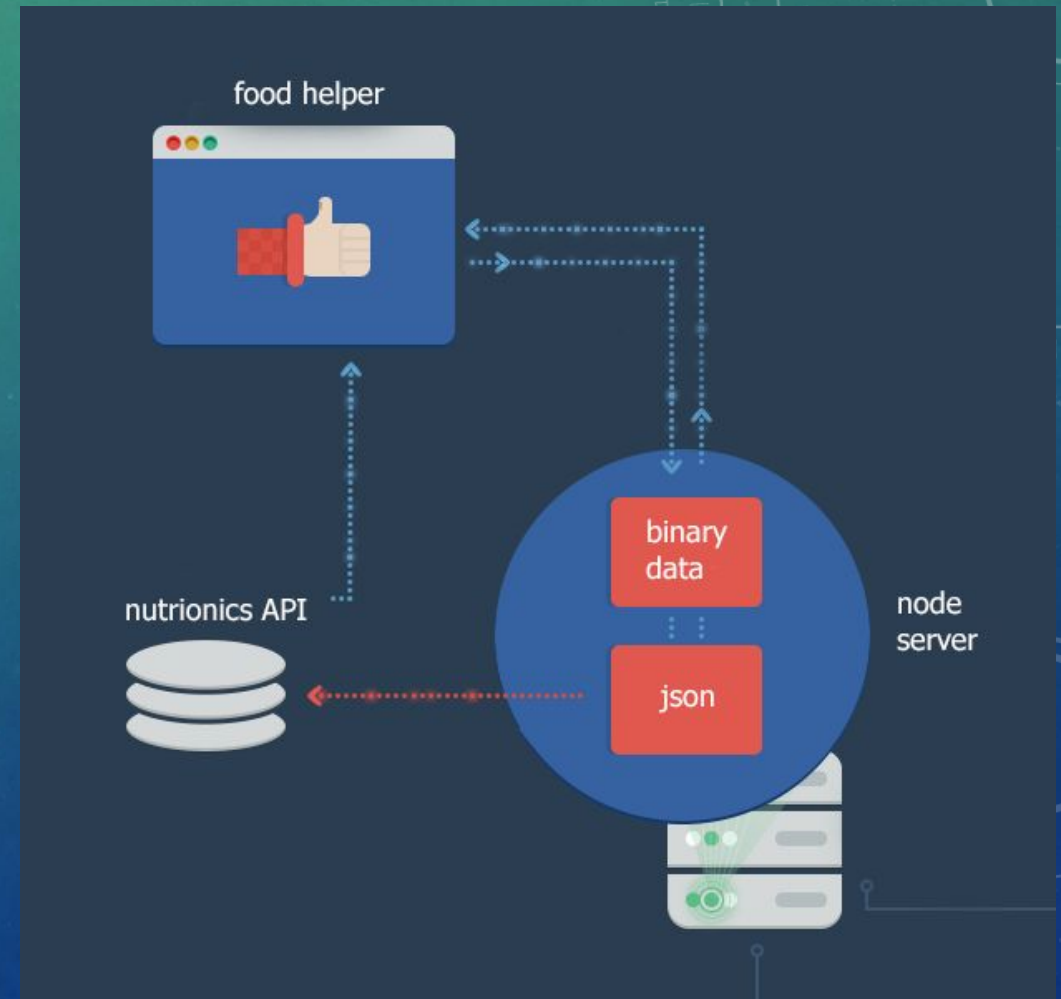 food helper
binary
data
nutrionics API
node
server
json